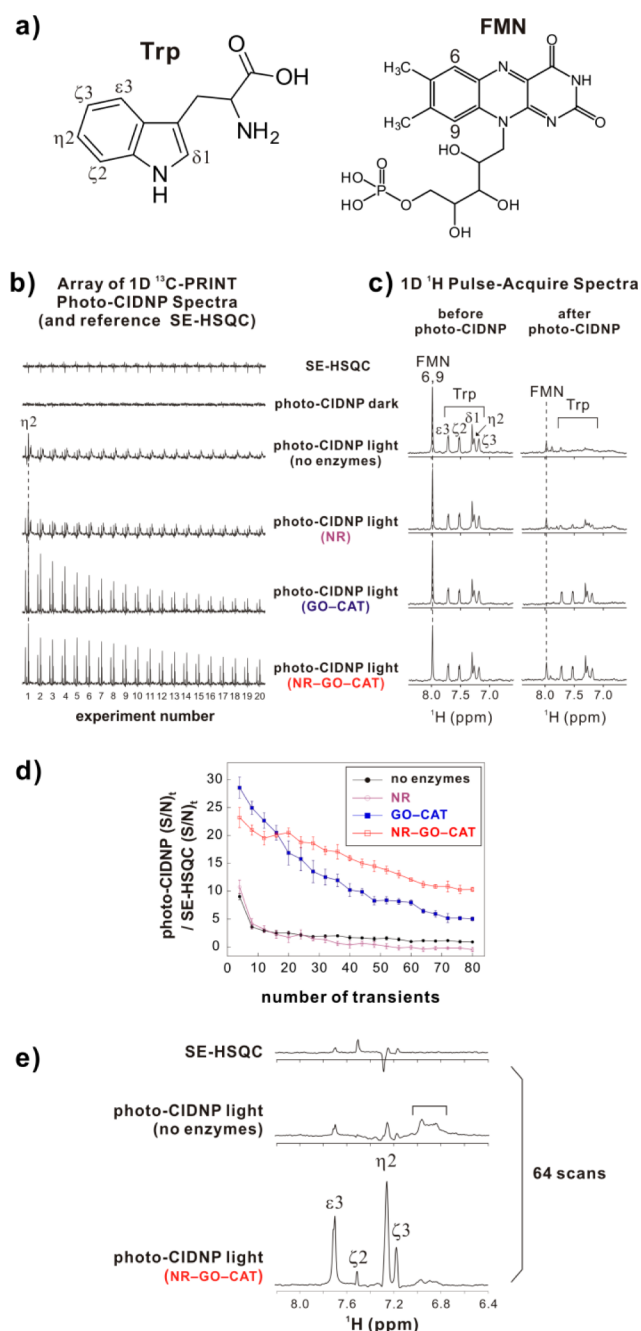 a)
Trp
FMN
O
OH
NH2
N
H
ε3
ζ3
η2
ζ2
δ1
6
9
H3C
H3C
N
N
N
N
O
NH
O
HO
OH
OH
O
HO
P
HO
O
b)
Array of 1D 13C-PRINT
Photo-CIDNP Spectra
(and reference SE-HSQC)
c)
1D 1H Pulse-Acquire Spectra
before
photo-CIDNP
after
photo-CIDNP
SE-HSQC
photo-CIDNP dark
η2
photo-CIDNP light
(no enzymes)
photo-CIDNP light
(NR)
photo-CIDNP light
(GO–CAT)
photo-CIDNP light
(NR–GO–CAT)
1 2 3 4 5 6 7 8 9 10 11 12 13 14 15 16 17 18 19 20
experiment number
FMN
6,9
Trp
ε3
ζ2
δ1
η2
ζ3
FMN
Trp
8.0 7.5 7.0
1H (ppm)
8.0 7.5 7.0
1H (ppm)
d)
photo-CIDNP (S/N)t
/ SE-HSQC (S/N)t
30
25
20
15
10
5
0
no enzymes
NR
GO–CAT
NR–GO–CAT
0 10 20 30 40 50 60 70 80
number of transients
e)
SE-HSQC
photo-CIDNP light
(no enzymes)
64 scans
photo-CIDNP light
(NR–GO–CAT)
ε3
ζ2
η2
ζ3
8.0 7.6 7.2 6.8 6.4
1H (ppm)